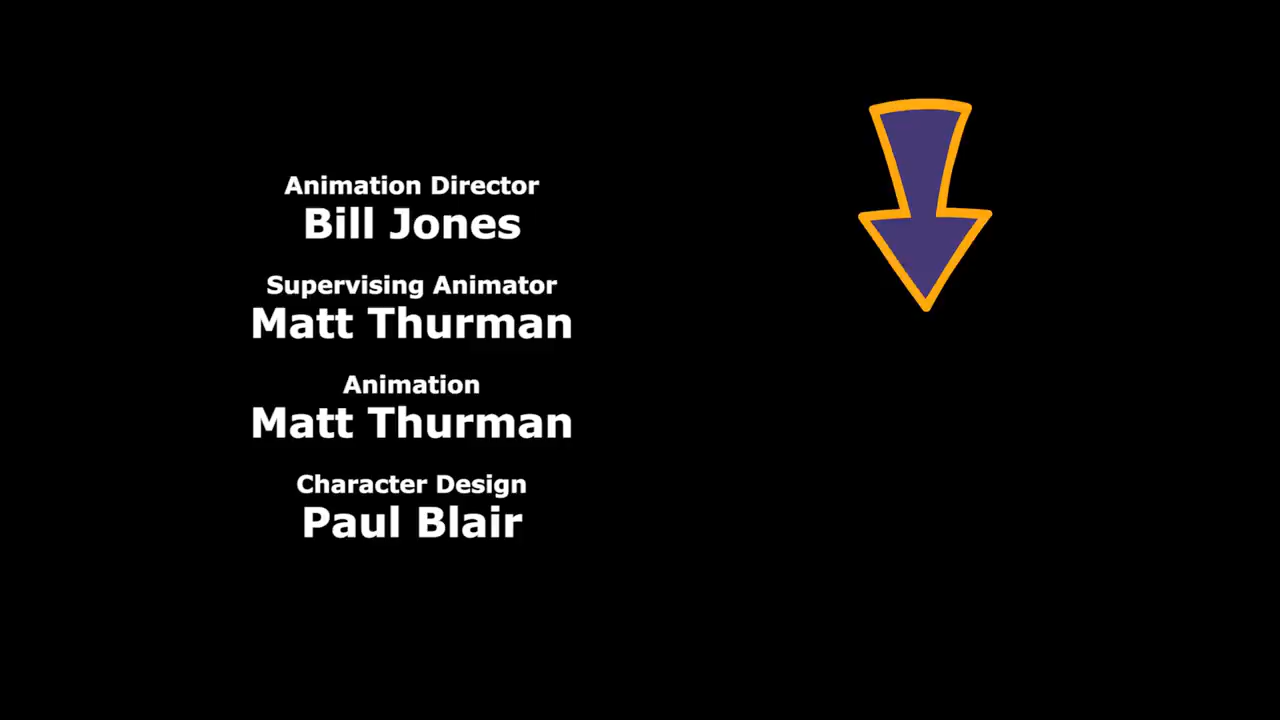 Animation Director
Bill Jones
Supervising Animator
Matt Thurman
Animation
Matt Thurman
Character Design
Paul Blair